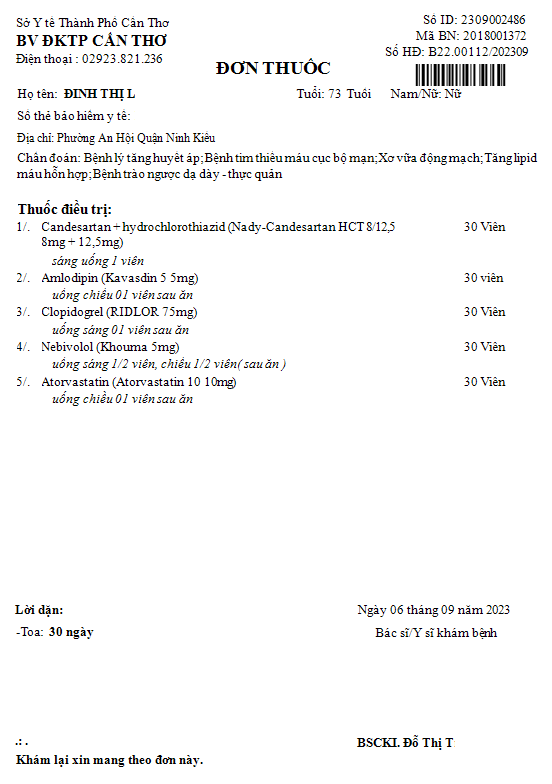 Sở Y tế Thành Phố Cần Thơ
Số ID: 2309002486
BV ĐKTP CẦN THƠ
Mã BN: 2018001372
Điện thoại : 02923.821.236
Số HĐ: B22.00112/202309
ĐƠN THUỐC
Họ tên: ĐINH THỊ L
Tuổi: 73 Tuổi
Nam/Nữ: Nữ
Số thẻ bảo hiểm y tế:
Địa chỉ: Phường An Hội Quận Ninh Kiều
Chẩn đoán: Bệnh lý tăng huyết áp;Bệnh tim thiếu máu cục bộ mạn;Xơ vữa động mạch;Tăng lipid
máu hỗn hợp;Bệnh trào ngược dạ dày - thực quản
Thuốc điều trị:
1/. Candesartan + hydrochlorothiazid (Nady-Candesartan HCT 8/12,5 30 Viên
8mg + 12,5mg)
sáng uống 1 viên
2/. Amlodipin (Kavasdin 5 5mg) 30 viên
uống chiều 01 viên sau ăn
3/. Clopidogrel (RIDLOR 75mg) 30 Viên
uống sáng 01 viên sau ăn
4/. Nebivolol (Khouma 5mg) 30 Viên
uống sáng 1/2 viên, chiều 1/2 viên( sau ăn )
5/. Atorvastatin (Atorvastatin 10 10mg) 30 Viên
uống chiều 01 viên sau ăn
Lời dặn:
Ngày 06 tháng 09 năm 2023
-Toa: 30 ngày
Bác sĩ/Y sĩ khám bệnh
.: .
BSCKI. Đỗ Thị T
Khám lại xin mang theo đơn này.